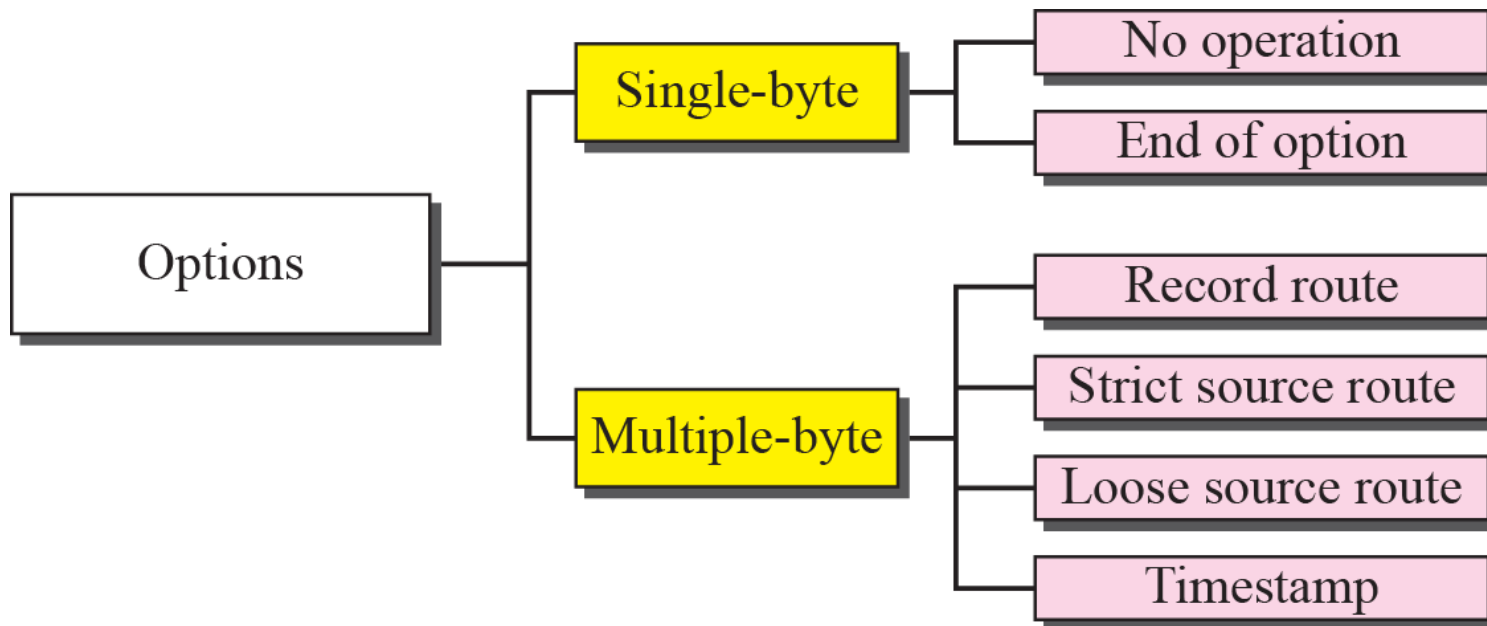 Options
Single-byte
No operation
End of option
Multiple-byte
Record route
Strict source route
Loose source route
Timestamp